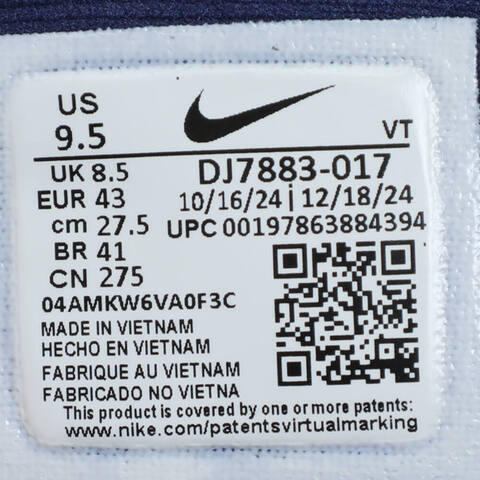 US
9.5
VT
UK 8.5
DJ7883-017
EUR 43
10/16/24 | 12/18/24
cm 27.5
UPC 00197863884394
BR 41
CN 275
04AMKW6VA0F3C
MADE IN VIETNAM
HECHO EN VIETNAM
FABRIQUE AU VIETNAM
FABRICADO NO VIETNA
This product is covered by one or more patents:
www.nike.com/patentsvirtualmarking